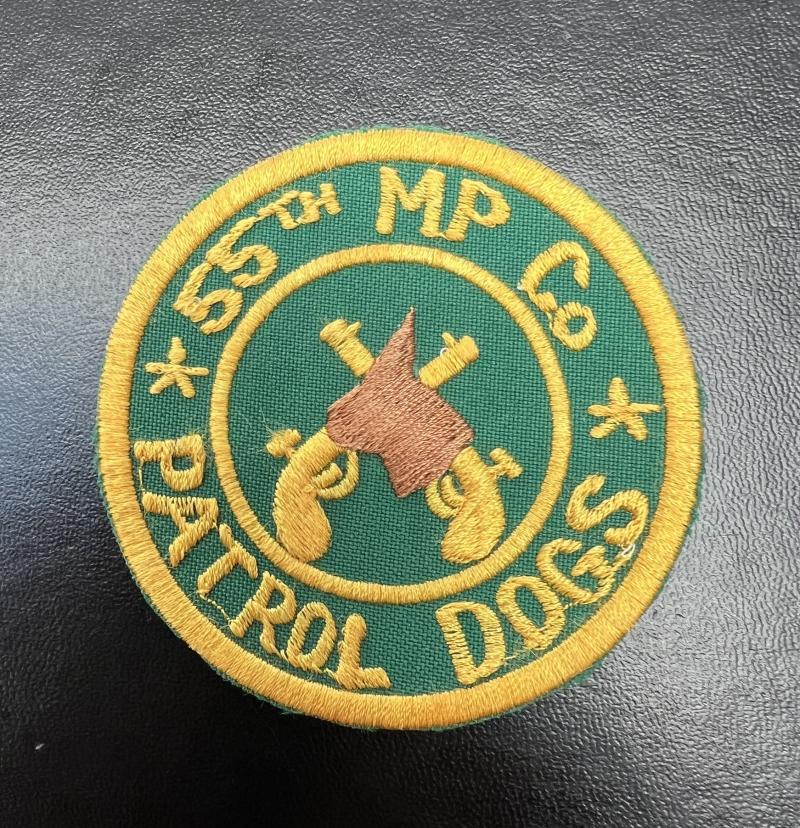 55TH MP Co
PATROL DOGS